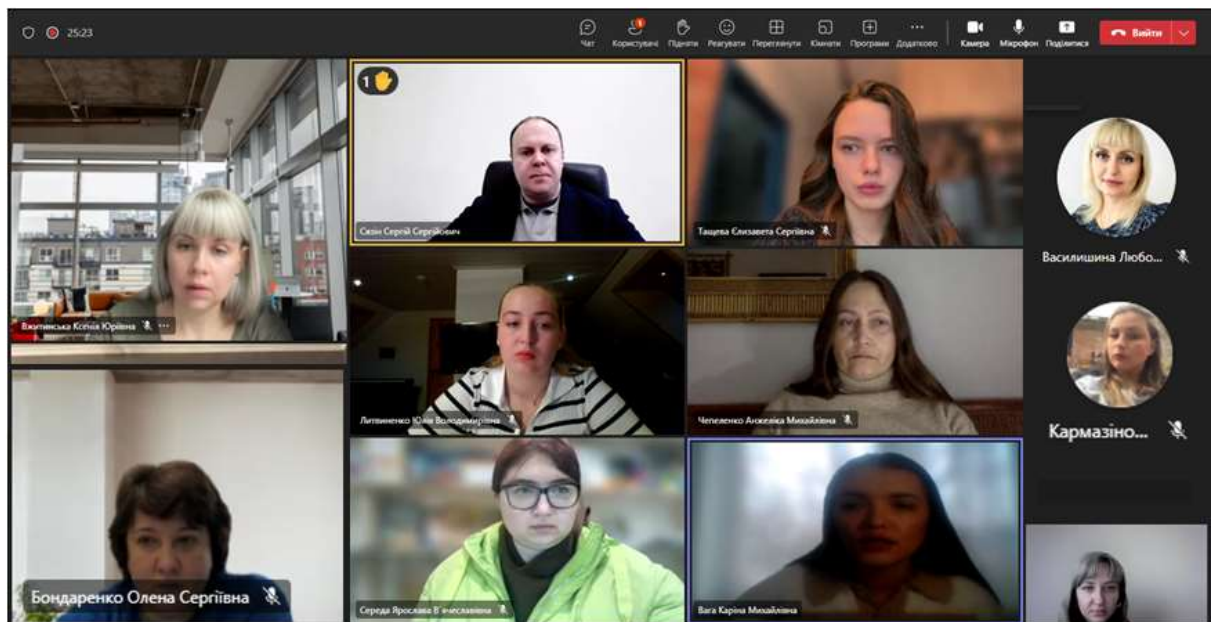 25:23
Чат
Користувачі
1
Підняти
Реагувати
Переглянути
Кімнати
Програми
Додатково
Камера
Мікрофон
Поділитися
Вийти
Вжитинська Ксенія Юріївна
1
Сергій Сергійович
Тащева Єлизавета Сергіївна
Василишина Любо...
Литвиненко Юлія Володимирівна
Чепеленко Анжеліка Михайлівна
Кармазіно...
Бондаренко Олена Сергіївна
Середа Ярослава В`ячеславівна
Вага Каріна Михайлівна